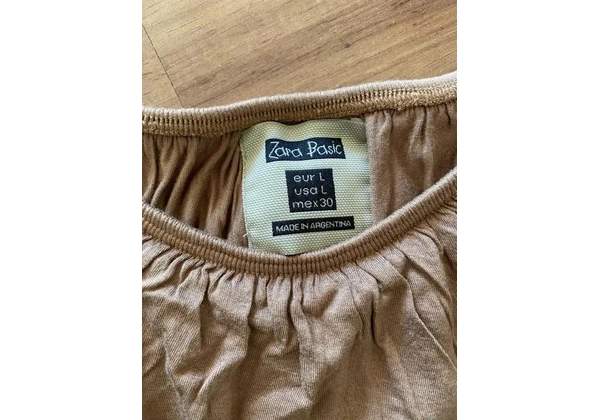 Zara Basic
eur L
usa L
mex 30
MADE IN ARGENTINA